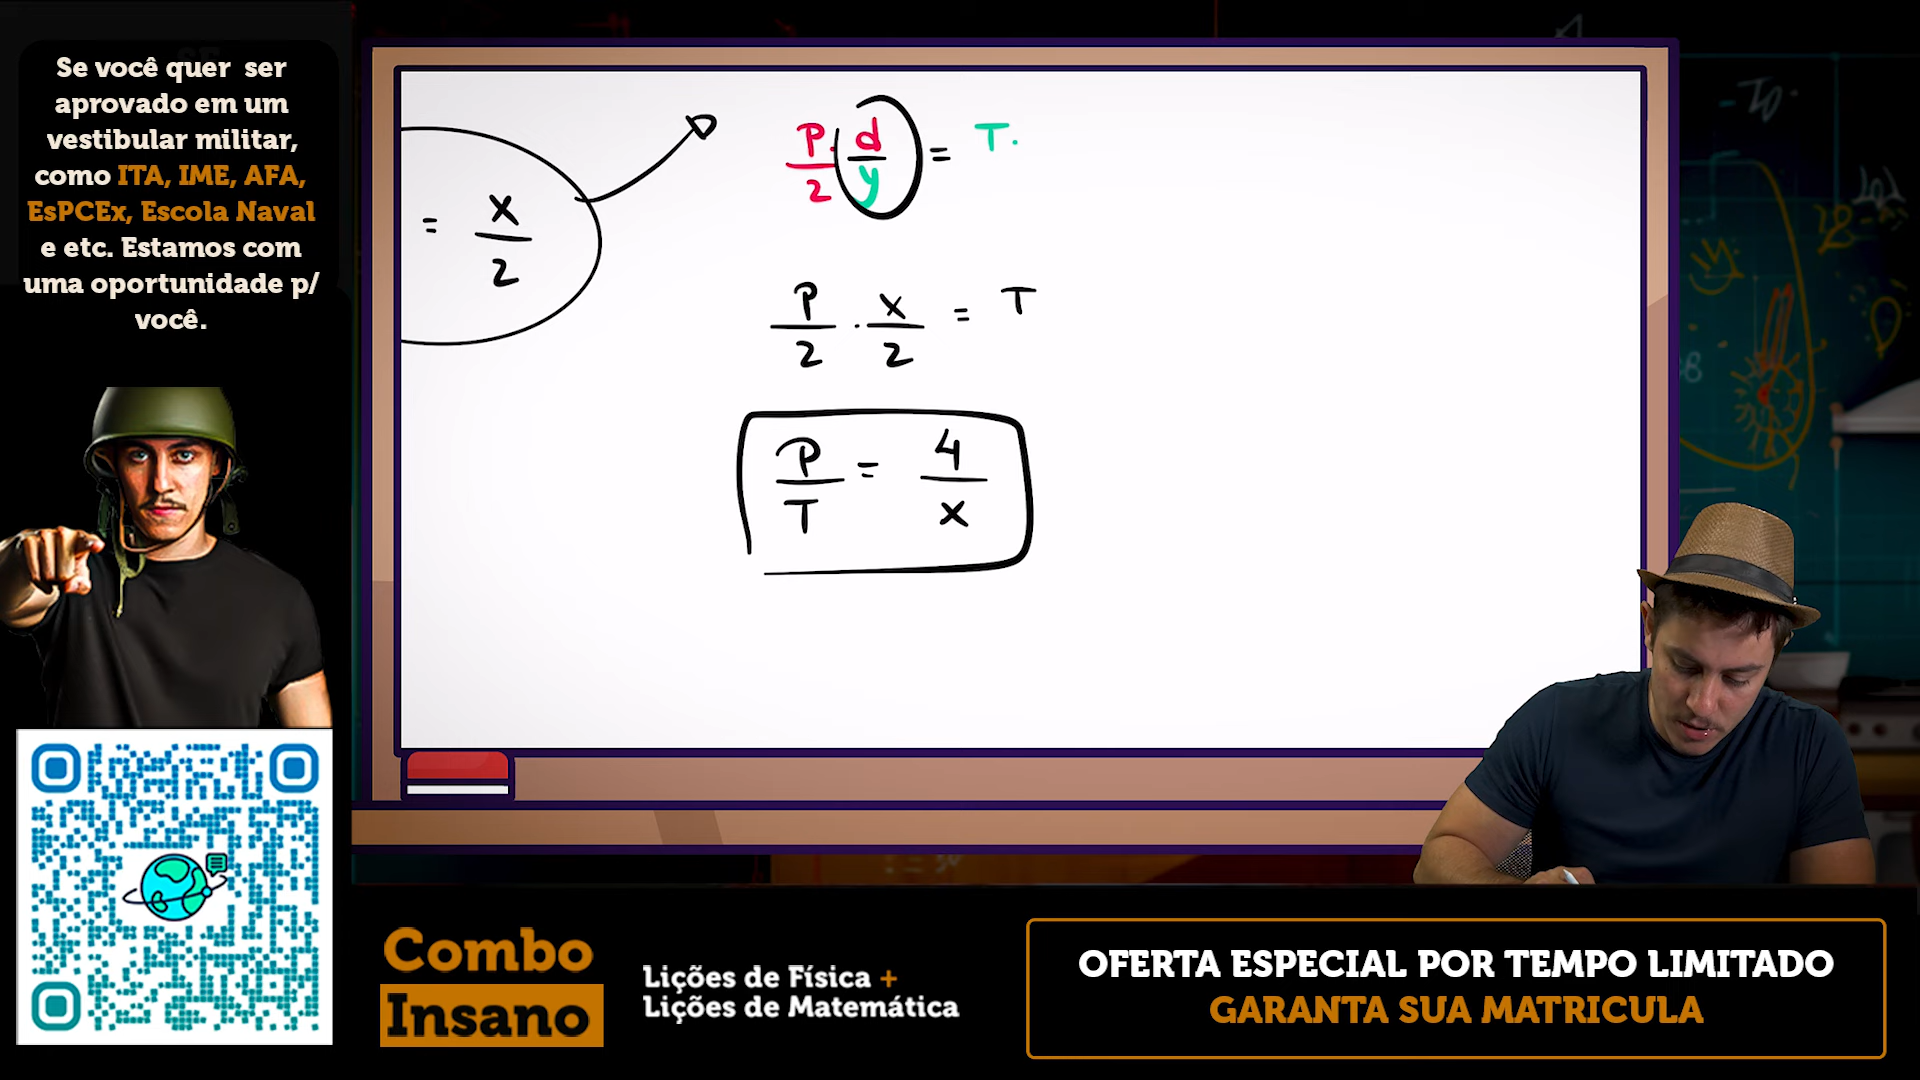 Se você quer ser
aprovado em um
vestibular militar,
como ITA, IME, AFA,
EsPCEx, Escola Naval
e etc. Estamos com
uma oportunidade p/
você.
= x/2
P/2 . d/y = T.
P/2 . x/2 = T
P/T = 4/x
Combo
Insano
Lições de Física +
Lições de Matemática
OFERTA ESPECIAL POR TEMPO LIMITADO
GARANTA SUA MATRICULA